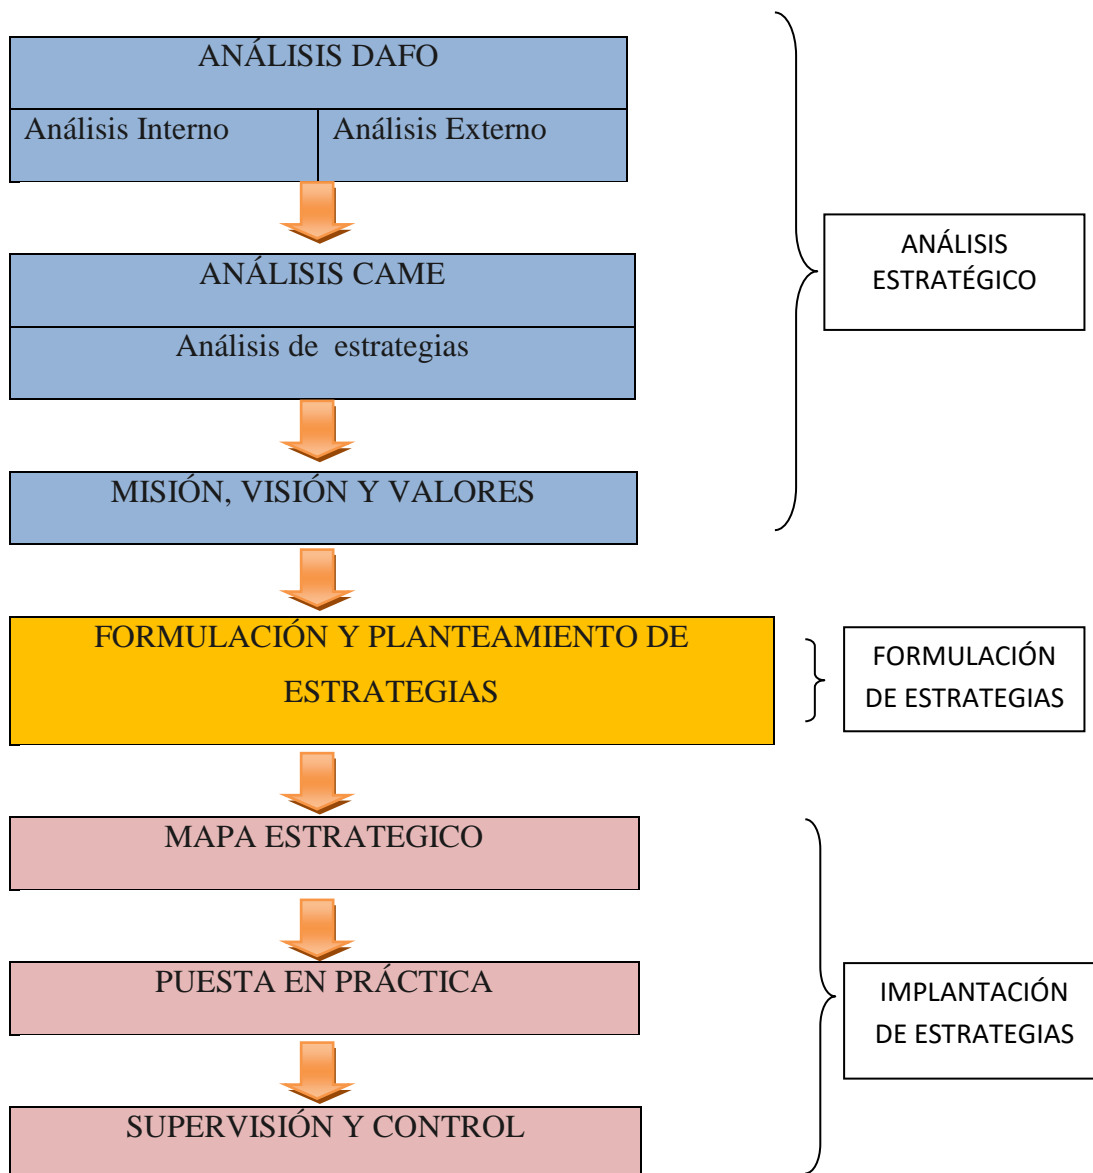 ANÁLISIS DAFO
Análisis Interno
Análisis Externo
ANÁLISIS CAME
Análisis de estrategias
MISIÓN, VISIÓN Y VALORES
ANÁLISIS
ESTRATÉGICO
FORMULACIÓN Y PLANTEAMIENTO DE
ESTRATEGIAS
FORMULACIÓN
DE ESTRATEGIAS
MAPA ESTRATEGICO
PUESTA EN PRÁCTICA
SUPERVISIÓN Y CONTROL
IMPLANTACIÓN
DE ESTRATEGIAS